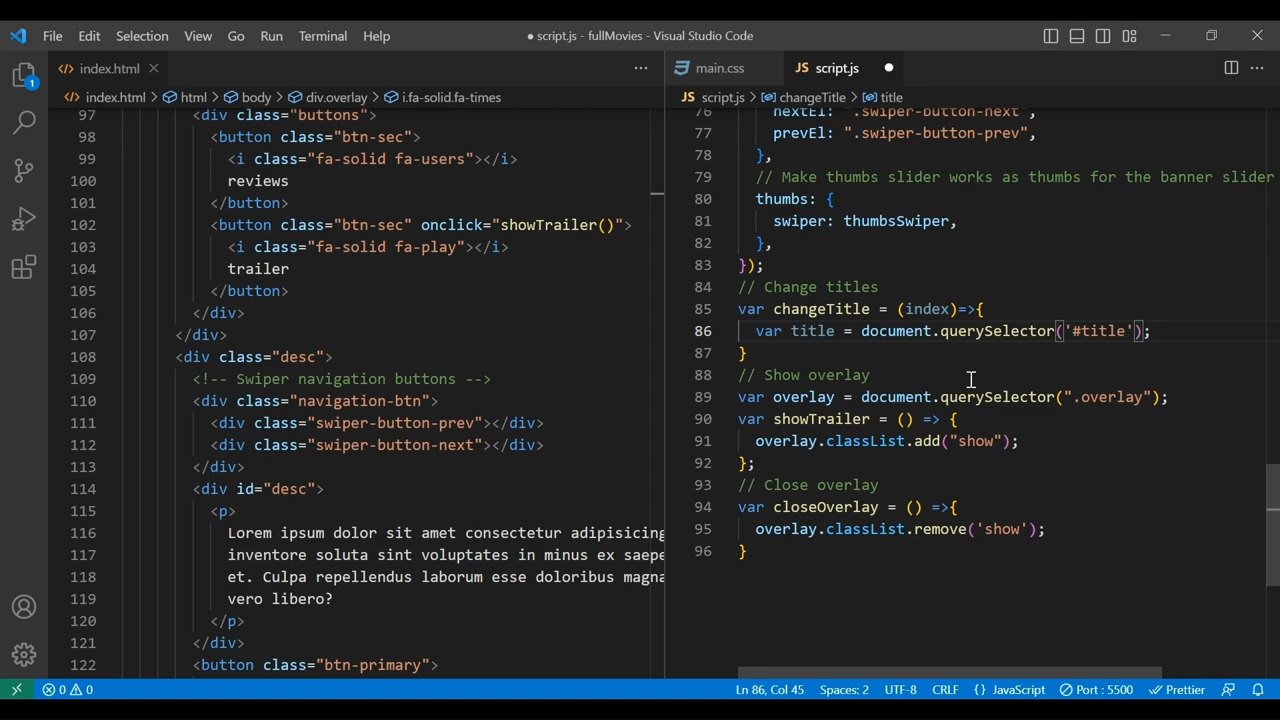 File Edit Selection View Go Run Terminal Help
● script.js - fullMovies - Visual Studio Code
index.html
main.css
JS script.js
index.html > html > body > div.overlay > i.fa-solid.fa-times
JS script.js > changeTitle > title
1
97 <div class="buttons">
98 <button class="btn-sec">
99 <i class="fa-solid fa-users"></i>
100 reviews
101 </button>
102 <button class="btn-sec" onclick="showTrailer()">
103 <i class="fa-solid fa-play"></i>
104 trailer
105 </button>
106 </div>
107 </div>
108 <div class="desc">
109 <!-- Swiper navigation buttons -->
110 <div class="navigation-btn">
111 <div class="swiper-button-prev"></div>
112 <div class="swiper-button-next"></div>
113 </div>
114 <div id="desc">
115 <p>
116 Lorem ipsum dolor sit amet consectetur adipisicing
117 inventore soluta sint voluptates in minus ex saepe
118 et. Culpa repellendus laborum esse doloribus magna
119 vero libero?
120 </p>
121 </div>
122 <button class="btn-primary">
76 nextEl: ".swiper-button-next",
77 prevEl: ".swiper-button-prev",
78 },
79 // Make thumbs slider works as thumbs for the banner slider
80 thumbs: {
81 swiper: thumbsSwiper,
82 },
83 });
84 // Change titles
85 var changeTitle = (index)=>{
86 var title = document.querySelector('#title');
87 }
88 // Show overlay
89 var overlay = document.querySelector(".overlay");
90 var showTrailer = () => {
91 overlay.classList.add("show");
92 };
93 // Close overlay
94 var closeOverlay = () =>{
95 overlay.classList.remove('show');
96 }
0 0
Ln 86, Col 45 Spaces: 2 UTF-8 CRLF {} JavaScript Port : 5500 Prettier